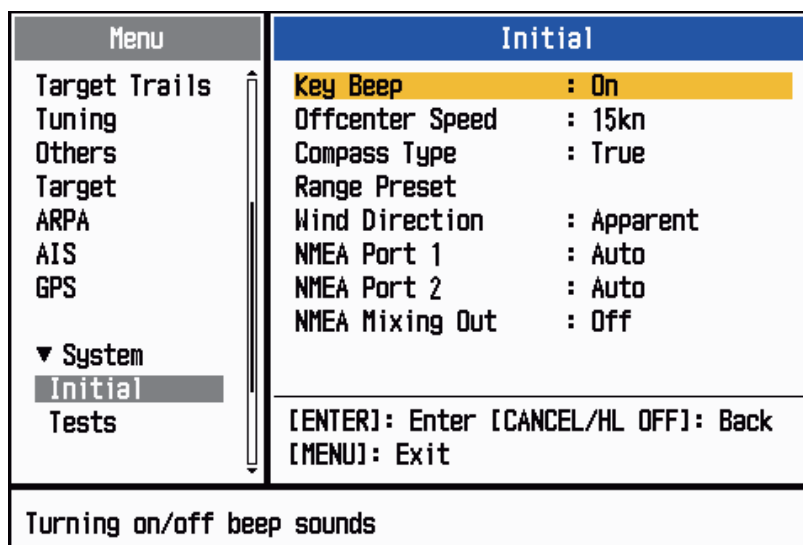 Menu
Target Trails
Tuning
Others
Target
ARPA
AIS
GPS
▼ System
Initial
Tests
Initial
Key Beep : On
Offcenter Speed : 15kn
Compass Type : True
Range Preset
Wind Direction : Apparent
NMEA Port 1 : Auto
NMEA Port 2 : Auto
NMEA Mixing Out : Off
[ENTER]: Enter [CANCEL/HL OFF]: Back
[MENU]: Exit
Turning on/off beep sounds